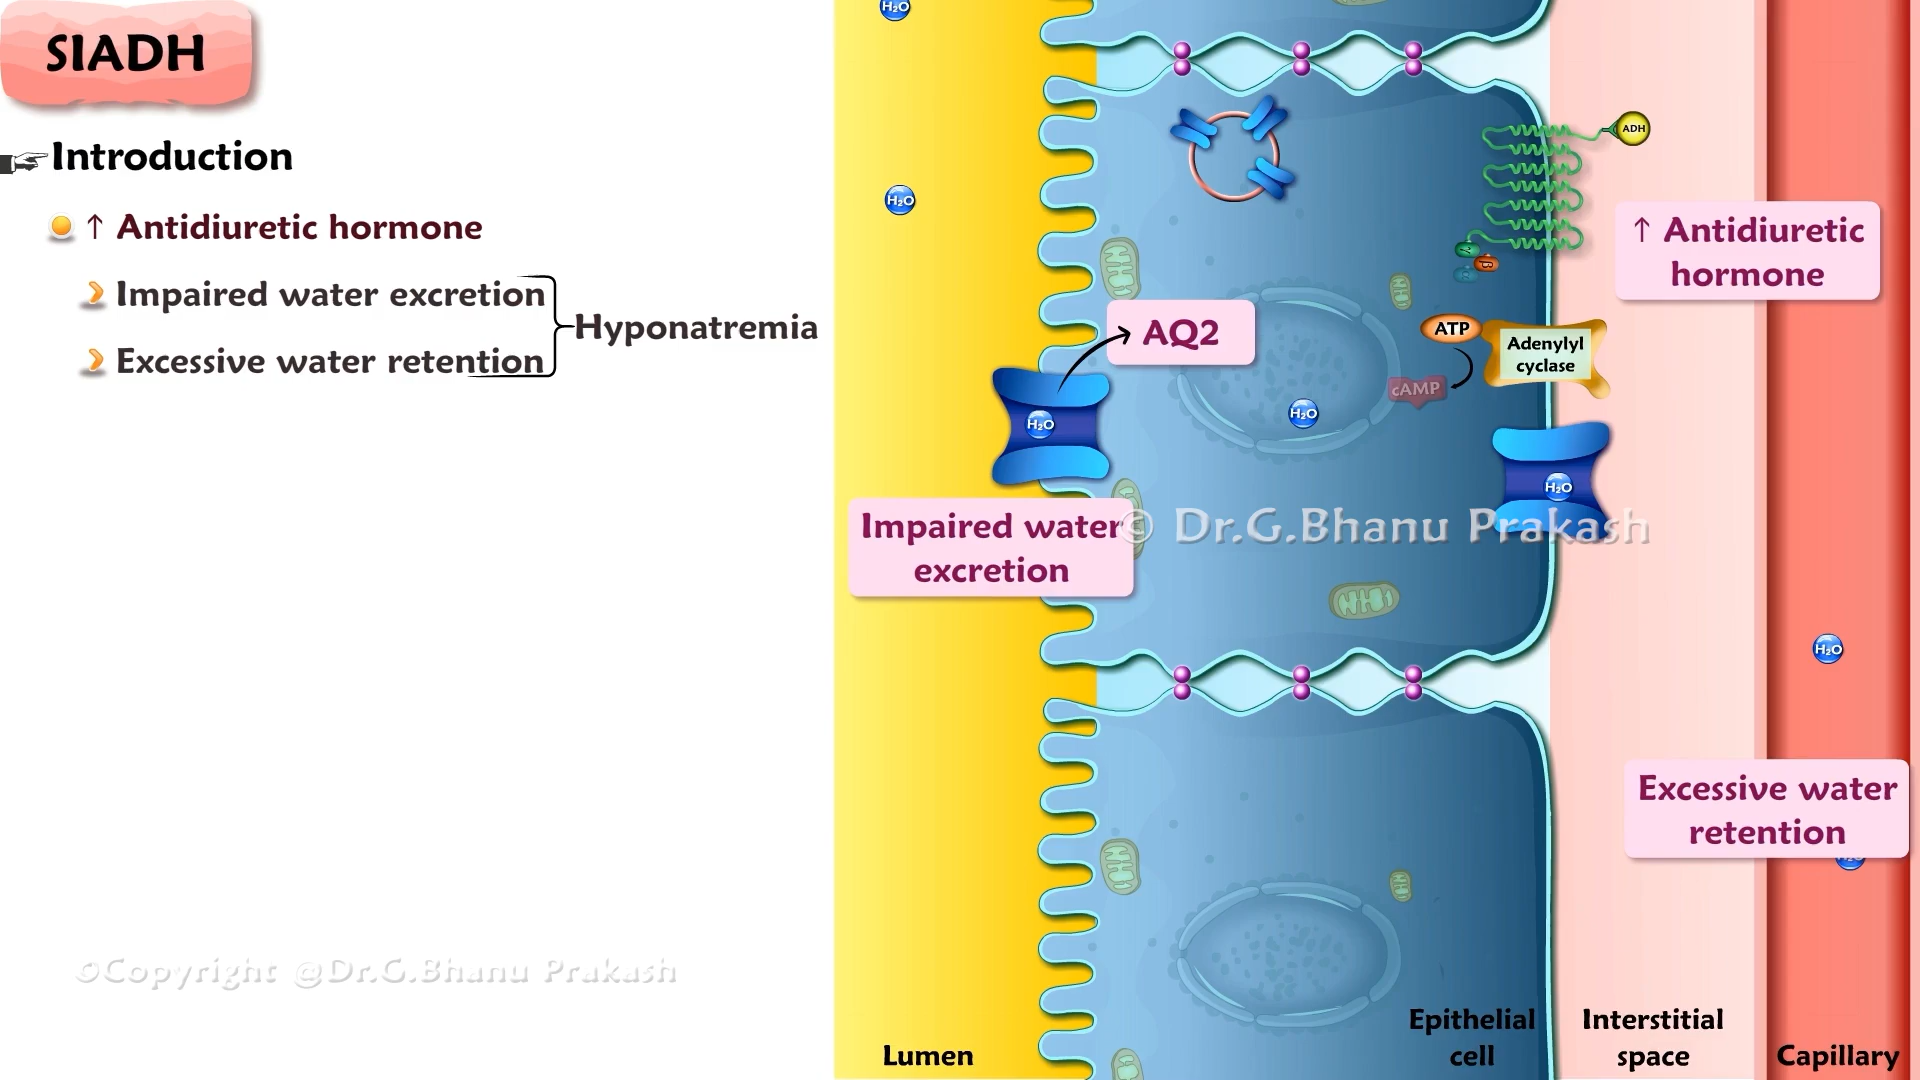 SIADH
Introduction
↑ Antidiuretic hormone
Impaired water excretion
Excessive water retention
Hyponatremia
©Copyright @Dr.G.Bhanu Prakash
H₂O
H₂O
ADH
↑ Antidiuretic
hormone
AQ2
ATP
Adenylyl
cyclase
cAMP
H₂O
H₂O
H₂O
Impaired water
excretion
© Dr.G.Bhanu Prakash
H₂O
Excessive water
retention
H₂O
Lumen
Epithelial
cell
Interstitial
space
Capillary